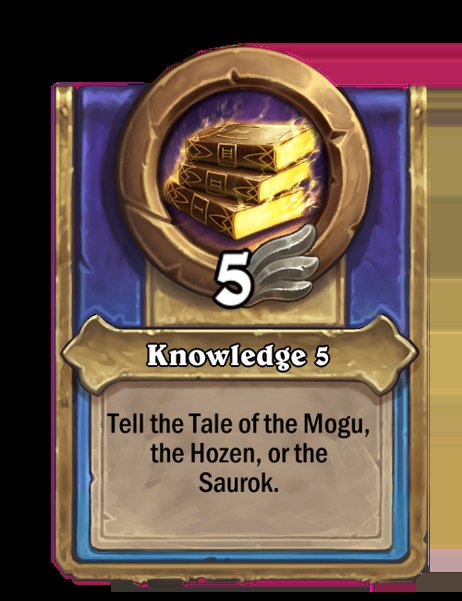 5
Knowledge 5
Tell the Tale of the Mogu,
the Hozen, or the
Saurok.